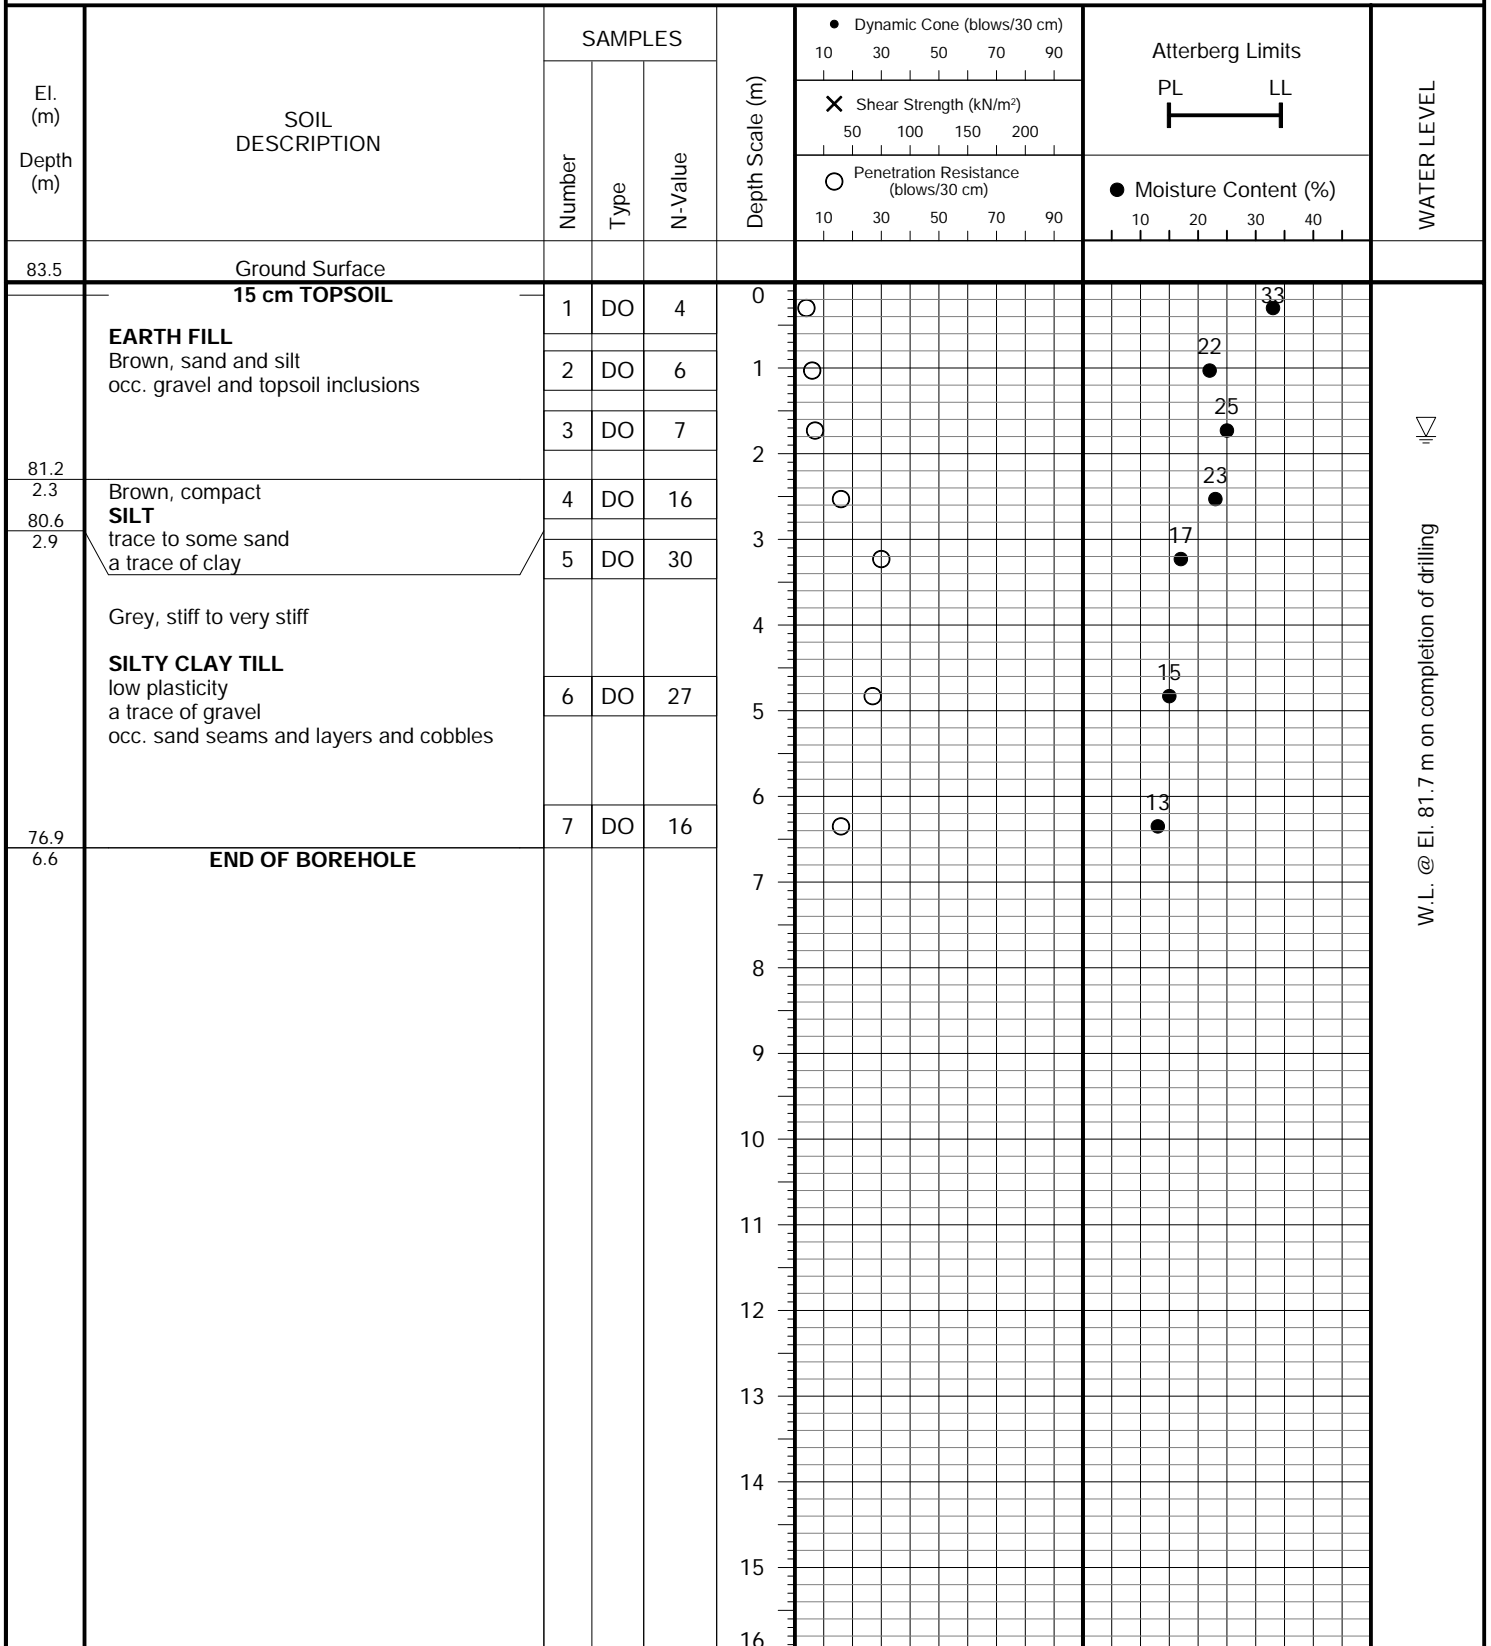 El.
(m)
Depth
(m)
SOIL
DESCRIPTION
SAMPLES
Number
Type
N-Value
Depth Scale (m)
● Dynamic Cone (blows/30 cm)
10 30 50 70 90
✕ Shear Strength (kN/m²)
50 100 150 200
○ Penetration Resistance
(blows/30 cm)
10 30 50 70 90
Atterberg Limits
PL LL
● Moisture Content (%)
10 20 30 40
WATER LEVEL
83.5 Ground Surface
15 cm TOPSOIL
1 DO 4
0
33
EARTH FILL
Brown, sand and silt
occ. gravel and topsoil inclusions
2 DO 6
1
22
3 DO 7
25
2
81.2
2.3
Brown, compact
SILT
trace to some sand
a trace of clay
4 DO 16
23
80.6
2.9
3
5 DO 30
17
Grey, stiff to very stiff
4
SILTY CLAY TILL
low plasticity
a trace of gravel
occ. sand seams and layers and cobbles
6 DO 27
15
5
6
7 DO 16
13
76.9
6.6
END OF BOREHOLE
7
8
9
10
11
12
13
14
15
16
W.L. @ El. 81.7 m on completion of drilling